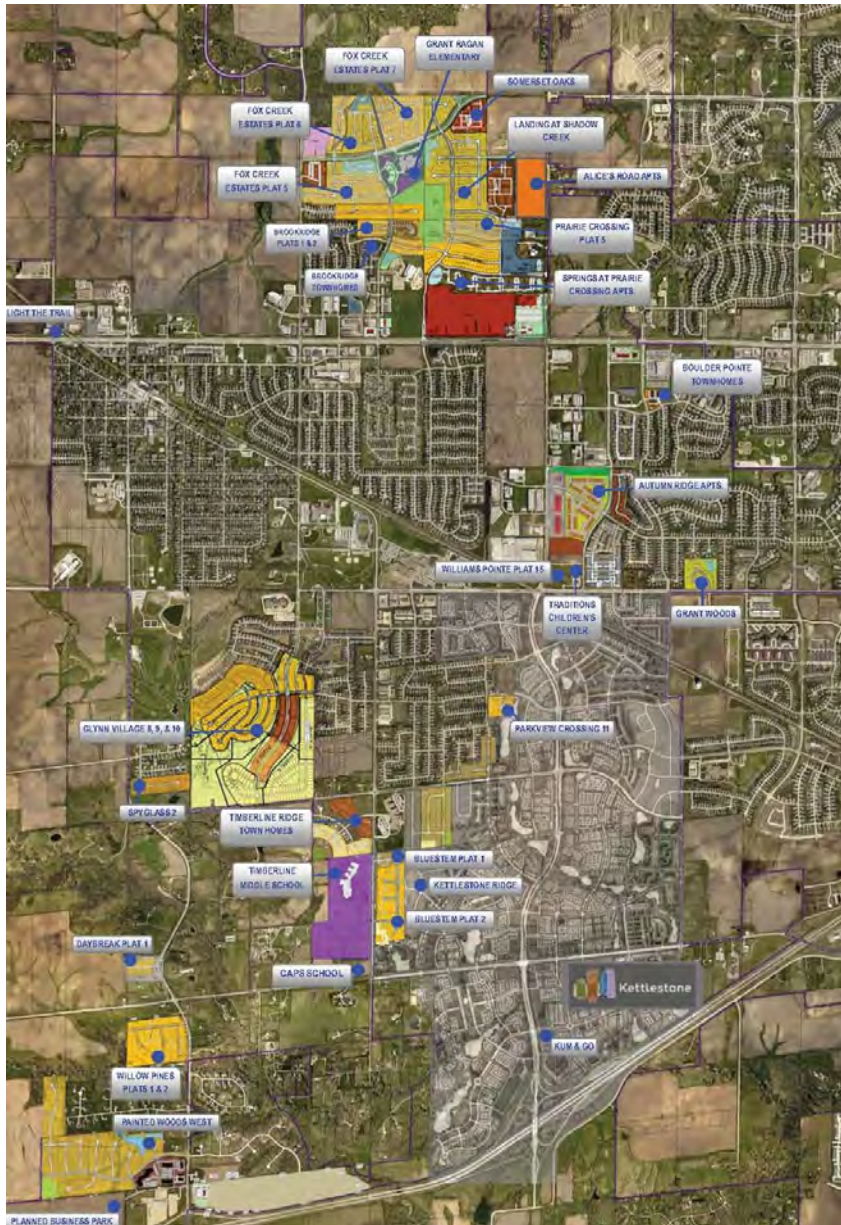 FOX CREEK
ESTATES PLAT 7
GRANT RAGAN
ELEMENTARY
SOMERSET OAKS
FOX CREEK
ESTATES PLAT 6
LANDING AT SHADOW
CREEK
FOX CREEK
ESTATES PLAT 5
ALICE'S ROAD APTS
BROOKRIDGE
PLATS 1 & 2
PRAIRIE CROSSING
PLAT 5
BROOKRIDGE
TOWNHOMES
SPRINGS AT PRAIRIE
CROSSING APTS.
LIGHT THE TRAIL
BOULDER POINTE
TOWNHOMES
AUTUMN RIDGE APTS.
WILLIAMS POINTE PLAT 15
TRADITIONS
CHILDREN'S
CENTER
GRANT WOODS
GLYNN VILLAGE 8, 9, & 10
PARKVIEW CROSSING 11
SPYGLASS 2
TIMBERLINE RIDGE
TOWN HOMES
BLUESTEM PLAT 1
TIMBERLINE
MIDDLE SCHOOL
KETTLESTONE RIDGE
BLUESTEM PLAT 2
DAYBREAK PLAT 1
CAPS SCHOOL
Kettlestone
KUM & GO
WILLOW PINES
PLATS 1 & 2
PAINTED WOODS WEST
PLANNED BUSINESS PARK